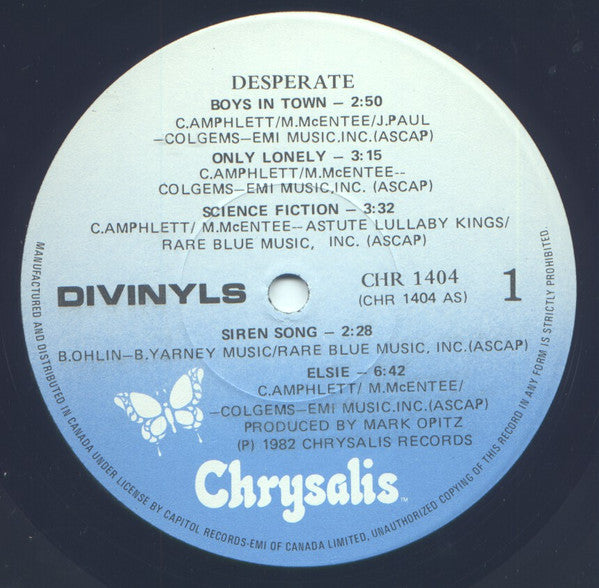 DESPERATE
BOYS IN TOWN – 2:50
C.AMPHLETT/M.McENTEE/J.PAUL
–COLGEMS–EMI MUSIC,INC.(ASCAP)
ONLY LONELY – 3:15
C.AMPHLETT/M.McENTEE--
COLGEMS–EMI MUSIC,INC. (ASCAP)
SCIENCE FICTION – 3:32
C.AMPHLETT/ M.McENTEE--ASTUTE LULLABY KINGS/
RARE BLUE MUSIC, INC. (ASCAP)
DIVINYLS
CHR 1404
(CHR 1404 AS)
1
SIREN SONG – 2:28
B.OHLIN–B.YARNEY MUSIC/RARE BLUE MUSIC, INC.(ASCAP)
ELSIE – 6:42
C.AMPHLETT/ M.McENTEE/
–COLGEMS–EMI MUSIC.INC.(ASCAP)
PRODUCED BY MARK OPITZ
(P) 1982 CHRYSALIS RECORDS
Chrysalis™
MANUFACTURED AND DISTRIBUTED IN CANADA UNDER LICENSE BY CAPITOL RECORDS-EMI OF CANADA LIMITED. UNAUTHORIZED COPYING OF THIS RECORD IN ANY FORM IS STRICTLY PROHIBITED.